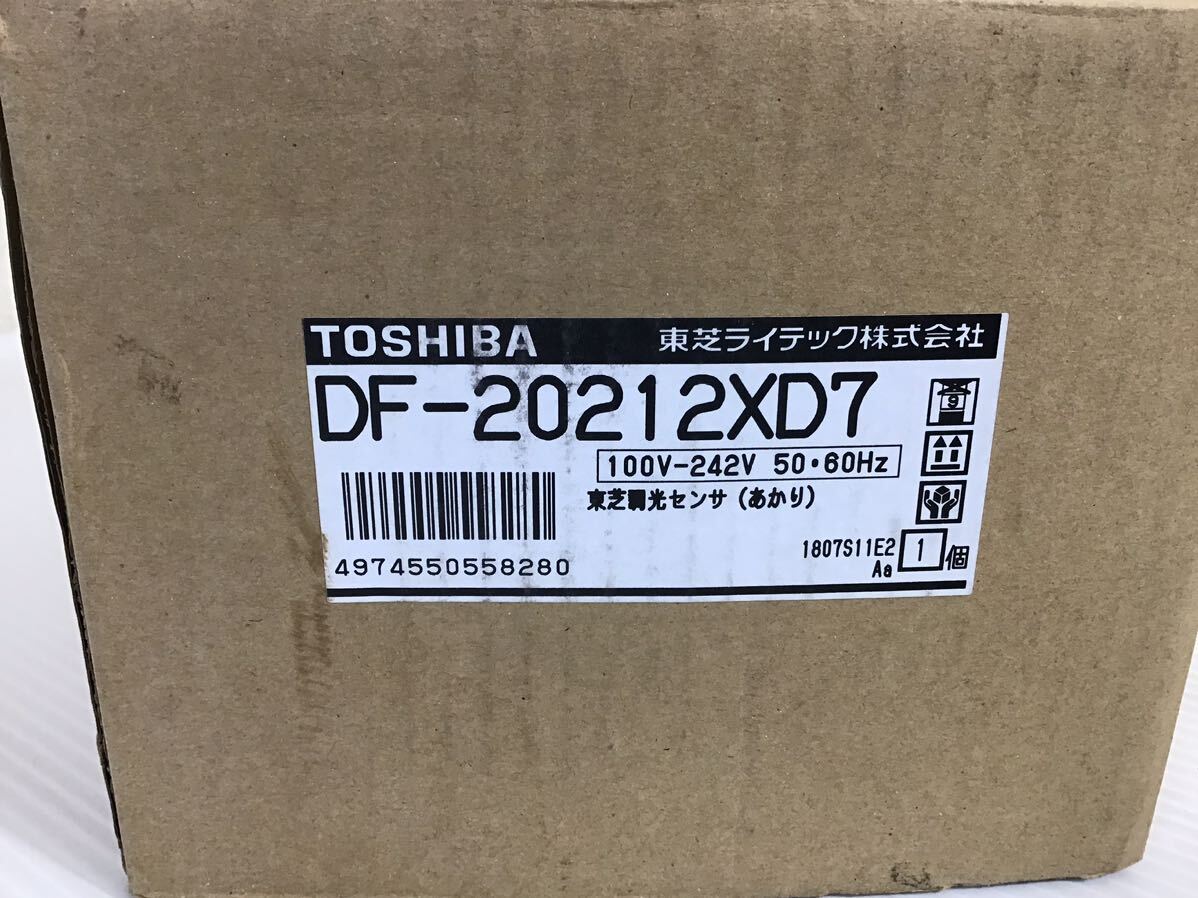 TOSHIBA 東芝ライテック株式会社
DF-20212XD7
9
100V-242V 50・60Hz
東芝調光センサ (あかり)
4974550558280
1807S11E2
Aa 1個